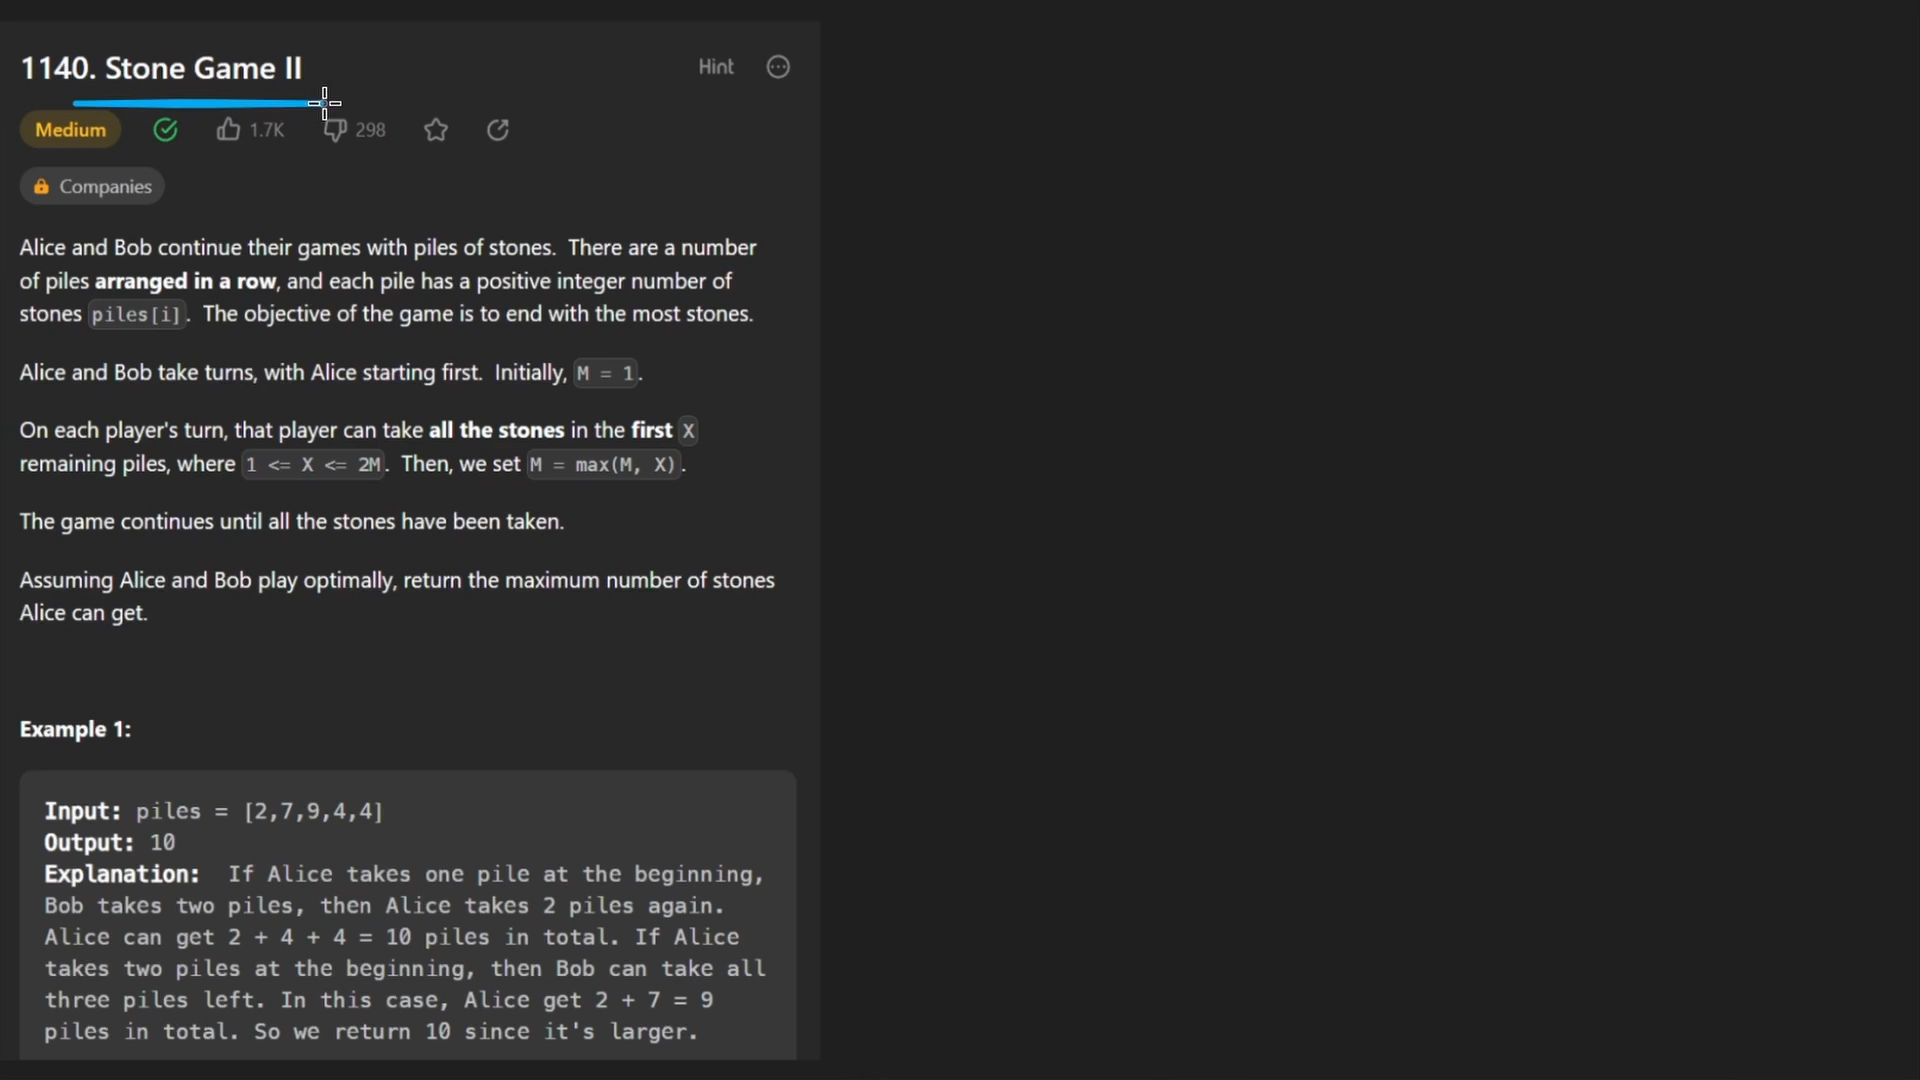 1140. Stone Game II
Hint
Medium
1.7K
298
Companies
Alice and Bob continue their games with piles of stones. There are a number
of piles arranged in a row, and each pile has a positive integer number of
stones piles[i]. The objective of the game is to end with the most stones.
Alice and Bob take turns, with Alice starting first. Initially, M = 1.
On each player's turn, that player can take all the stones in the first X
remaining piles, where 1 <= X <= 2M. Then, we set M = max(M, X).
The game continues until all the stones have been taken.
Assuming Alice and Bob play optimally, return the maximum number of stones
Alice can get.
Example 1:
Input: piles = [2,7,9,4,4]
Output: 10
Explanation: If Alice takes one pile at the beginning,
Bob takes two piles, then Alice takes 2 piles again.
Alice can get 2 + 4 + 4 = 10 piles in total. If Alice
takes two piles at the beginning, then Bob can take all
three piles left. In this case, Alice get 2 + 7 = 9
piles in total. So we return 10 since it's larger.